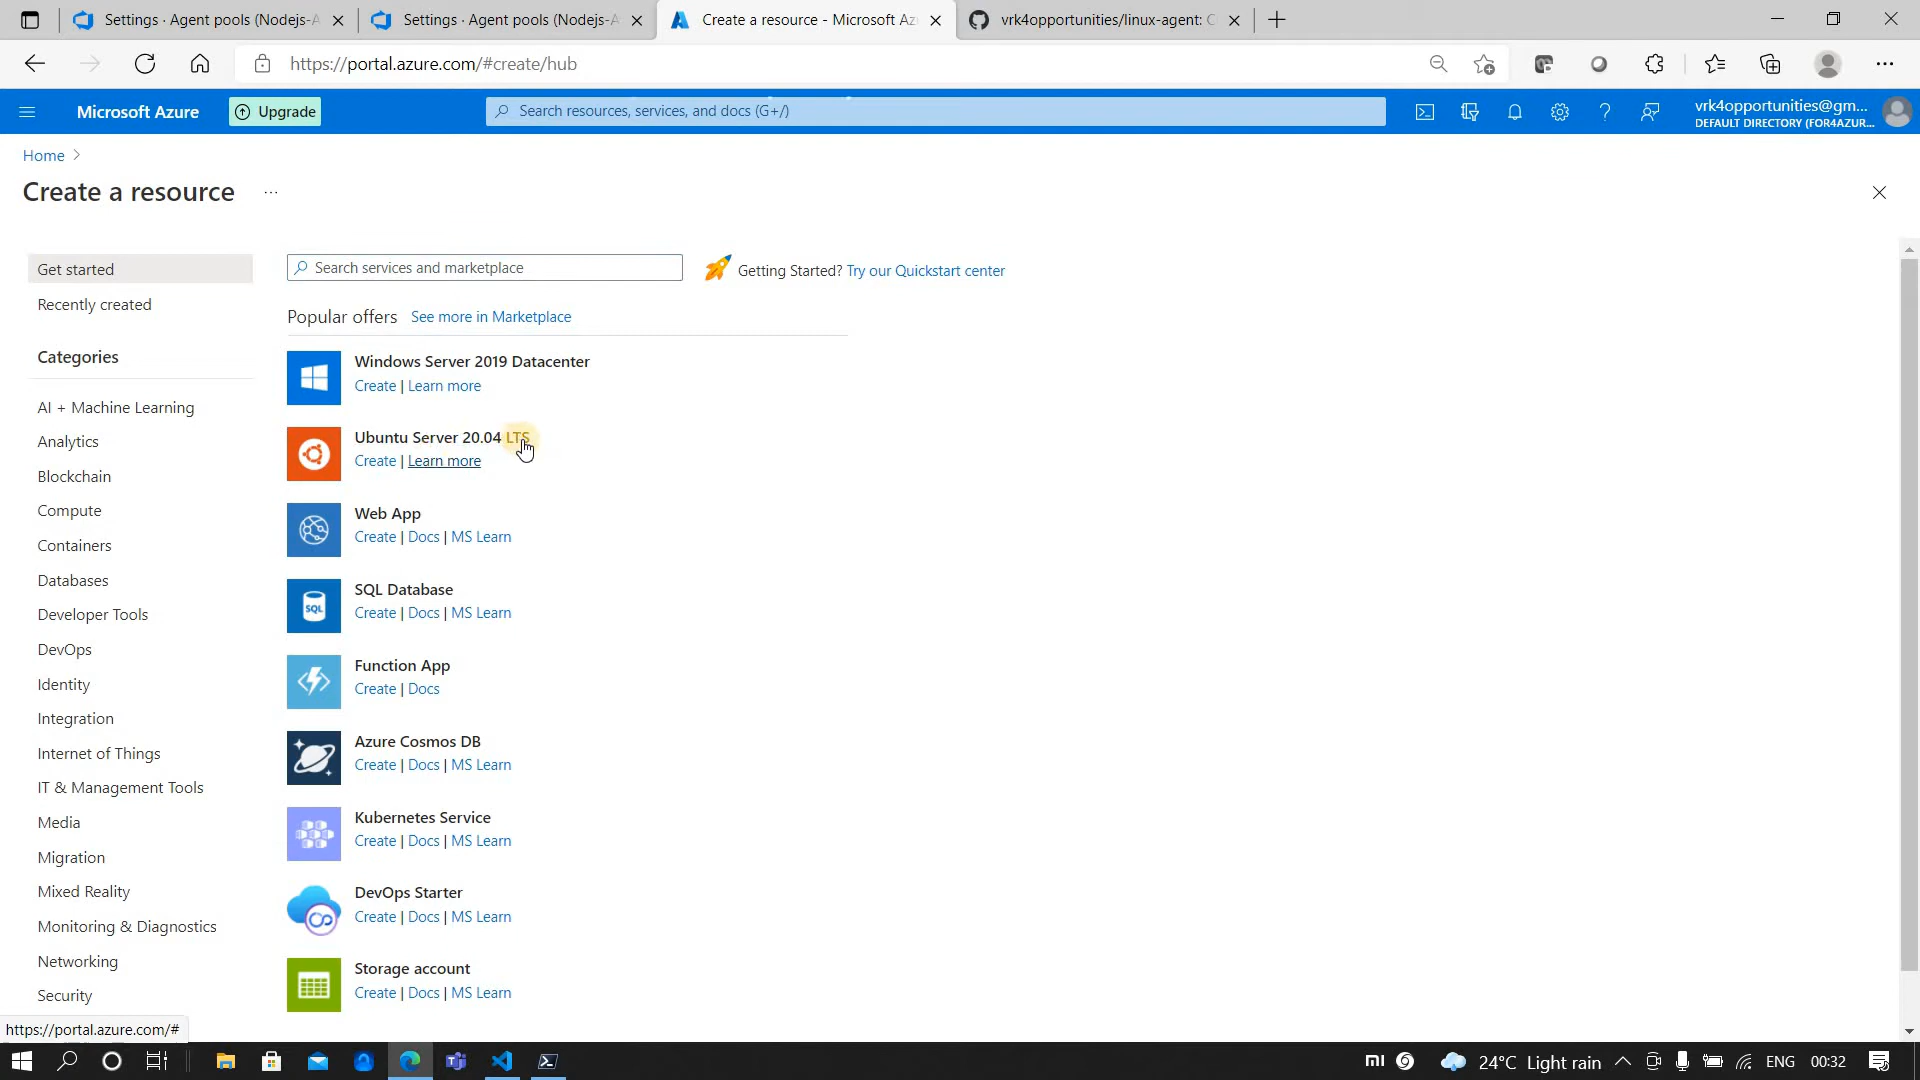 Settings · Agent pools (Nodejs-A
Settings · Agent pools (Nodejs-A
Create a resource - Microsoft Az
vrk4opportunities/linux-agent: C
https://portal.azure.com/#create/hub
Microsoft Azure
Upgrade
Search resources, services, and docs (G+/)
vrk4opportunities@gm...
DEFAULT DIRECTORY (FOR4AZUR...
Home
Create a resource
Get started
Recently created
Categories
AI + Machine Learning
Analytics
Blockchain
Compute
Containers
Databases
Developer Tools
DevOps
Identity
Integration
Internet of Things
IT & Management Tools
Media
Migration
Mixed Reality
Monitoring & Diagnostics
Networking
Security
Search services and marketplace
Getting Started? Try our Quickstart center
Popular offers See more in Marketplace
Windows Server 2019 Datacenter
Create | Learn more
Ubuntu Server 20.04 LTS
Create | Learn more
Web App
Create | Docs | MS Learn
SQL Database
Create | Docs | MS Learn
Function App
Create | Docs
Azure Cosmos DB
Create | Docs | MS Learn
Kubernetes Service
Create | Docs | MS Learn
DevOps Starter
Create | Docs | MS Learn
Storage account
Create | Docs | MS Learn
https://portal.azure.com/#
24°C Light rain
ENG
00:32